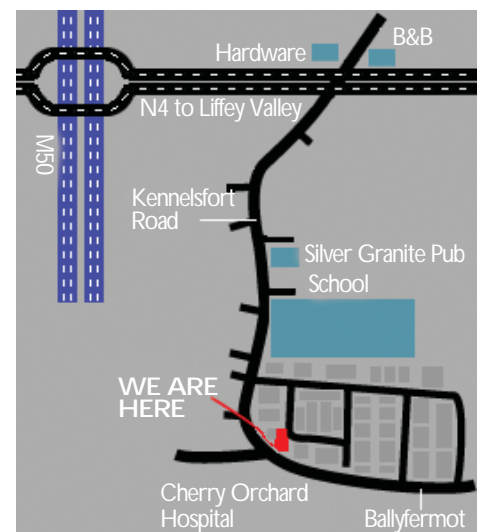 B&B
Hardware
N4 to Liffey Valley
M50
Kennelsfort
Road
Silver Granite Pub
School
WE ARE
HERE
Cherry Orchard
Hospital
Ballyfermot